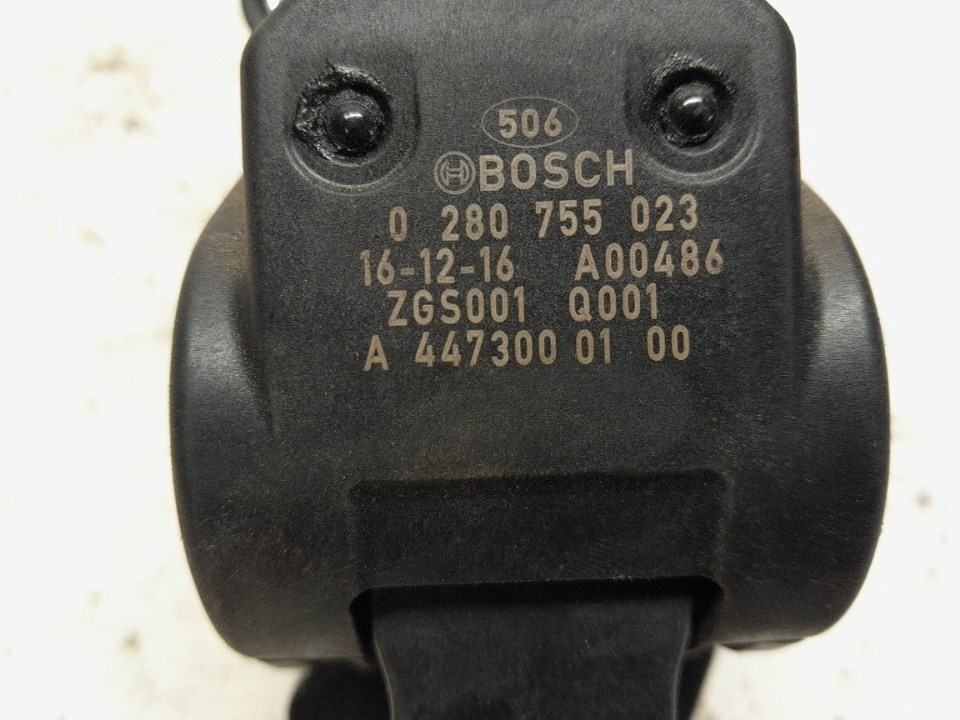 506
BOSCH
0 280 755 023
16-12-16 A00486
ZGS001 Q001
A 447300 01 00